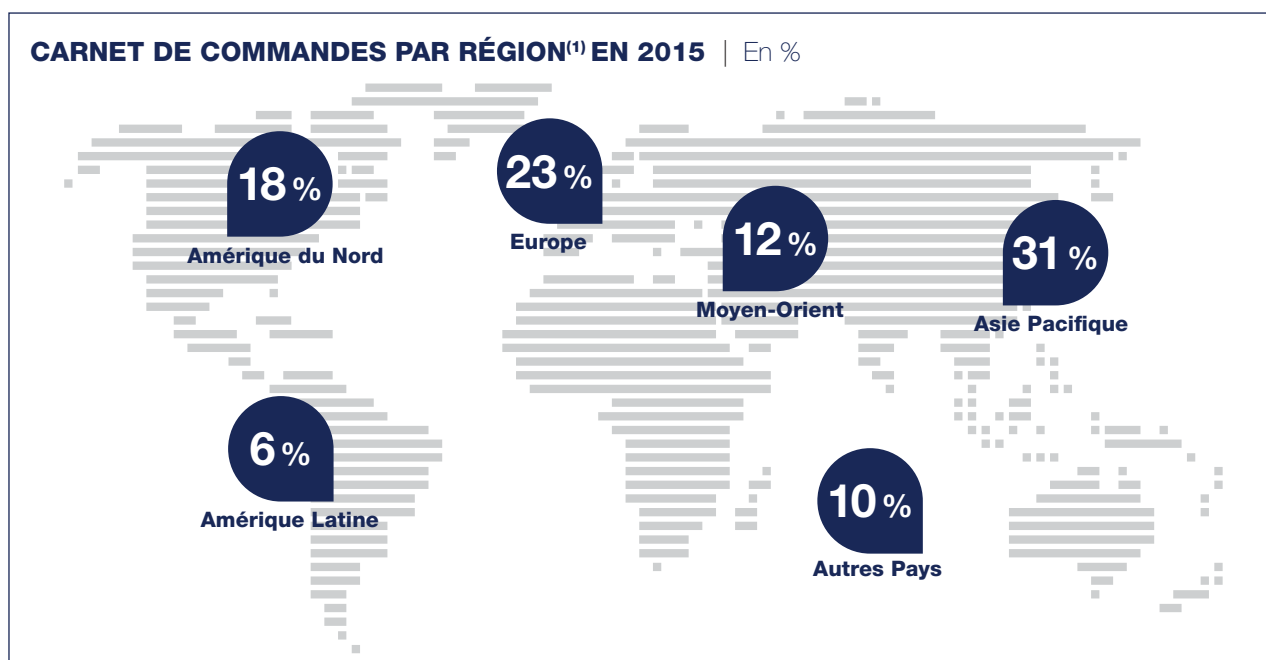 CARNET DE COMMANDES PAR RÉGION(1) EN 2015 | En %
18 %
Amérique du Nord
23 %
Europe
12 %
Moyen-Orient
31 %
Asie Pacifique
6 %
Amérique Latine
10 %
Autres Pays